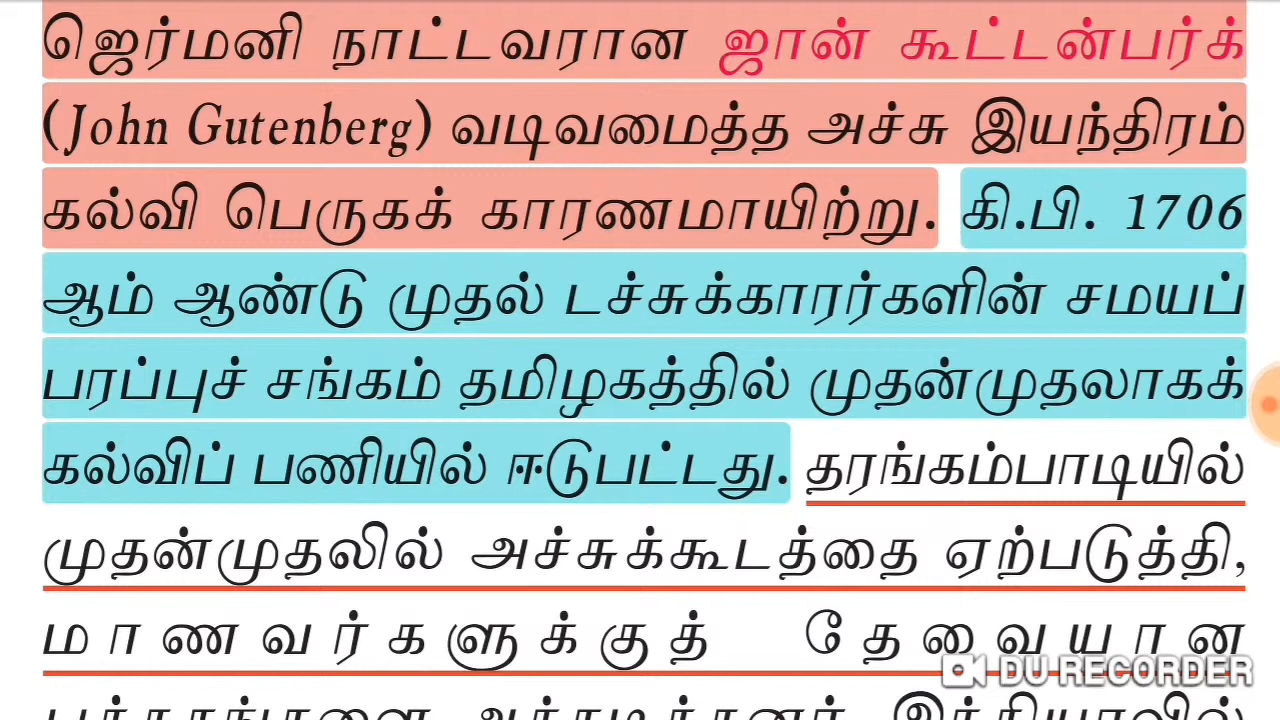 ஜெர்மனி நாட்டவரான ஜான் கூட்டன்பர்க்
(John Gutenberg) வடிவமைத்த அச்சு இயந்திரம்
கல்வி பெருகக் காரணமாயிற்று. கி.பி. 1706
ஆம் ஆண்டு முதல் டச்சுக்காரர்களின் சமயப்
பரப்புச் சங்கம் தமிழகத்தில் முதன்முதலாகக்
கல்விப் பணியில் ஈடுபட்டது. தரங்கம்பாடியில்
முதன்முதலில் அச்சுக்கூடத்தை ஏற்படுத்தி,
மாணவர்களுக்குத் தேவையான
DU RECORDER